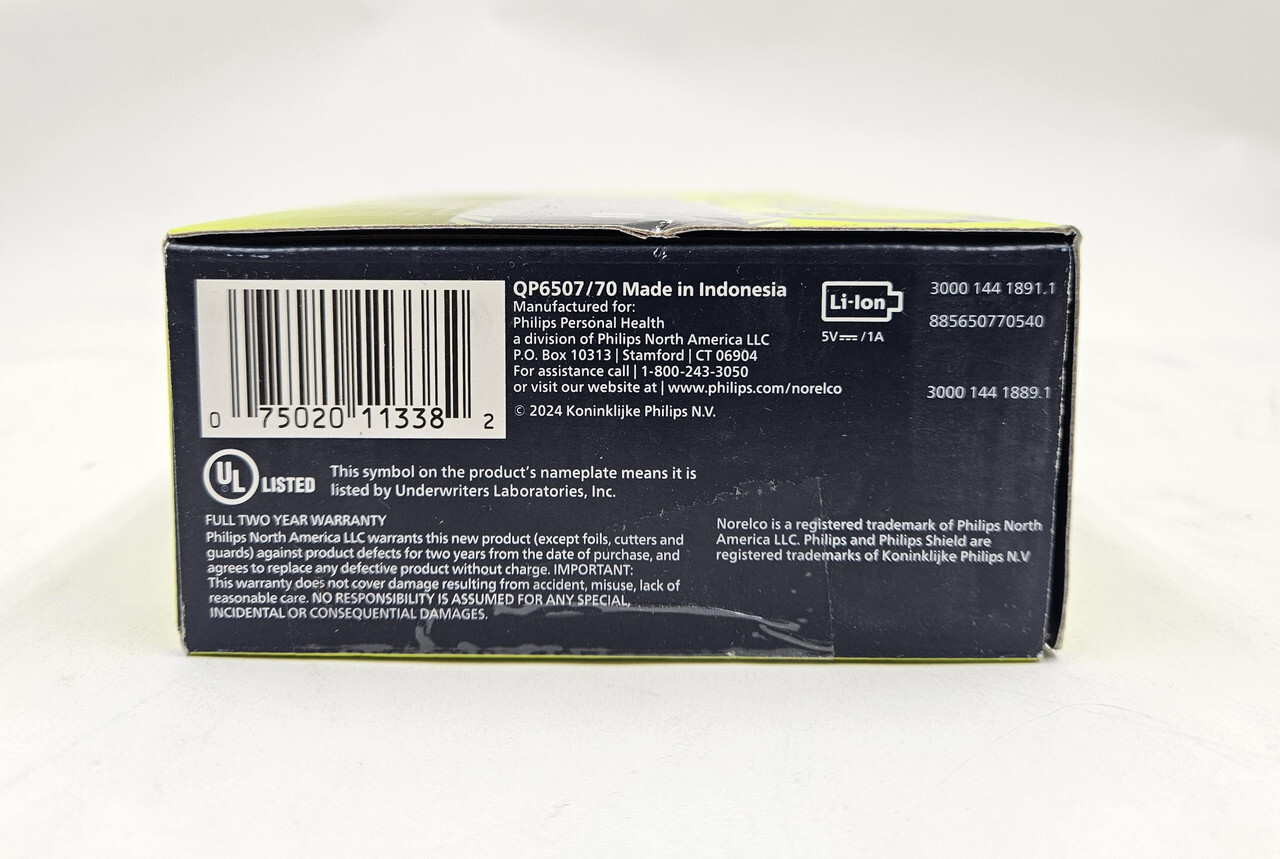 QP6507/70 Made in Indonesia
Manufactured for:
Philips Personal Health
a division of Philips North America LLC
P.O. Box 10313 | Stamford | CT 06904
For assistance call | 1-800-243-3050
or visit our website at | www.philips.com/norelco
© 2024 Koninklijke Philips N.V.
Li-Ion
5V⎓/1A
3000 144 1891.1
885650770540
3000 144 1889.1
0 75020 11338 2
UL LISTED
This symbol on the product's nameplate means it is
listed by Underwriters Laboratories, Inc.
FULL TWO YEAR WARRANTY
Philips North America LLC warrants this new product (except foils, cutters and
guards) against product defects for two years from the date of purchase, and
agrees to replace any defective product without charge. IMPORTANT:
This warranty does not cover damage resulting from accident, misuse, lack of
reasonable care. NO RESPONSIBILITY IS ASSUMED FOR ANY SPECIAL,
INCIDENTAL OR CONSEQUENTIAL DAMAGES.
Norelco is a registered trademark of Philips North
America LLC. Philips and Philips Shield are
registered trademarks of Koninklijke Philips N.V